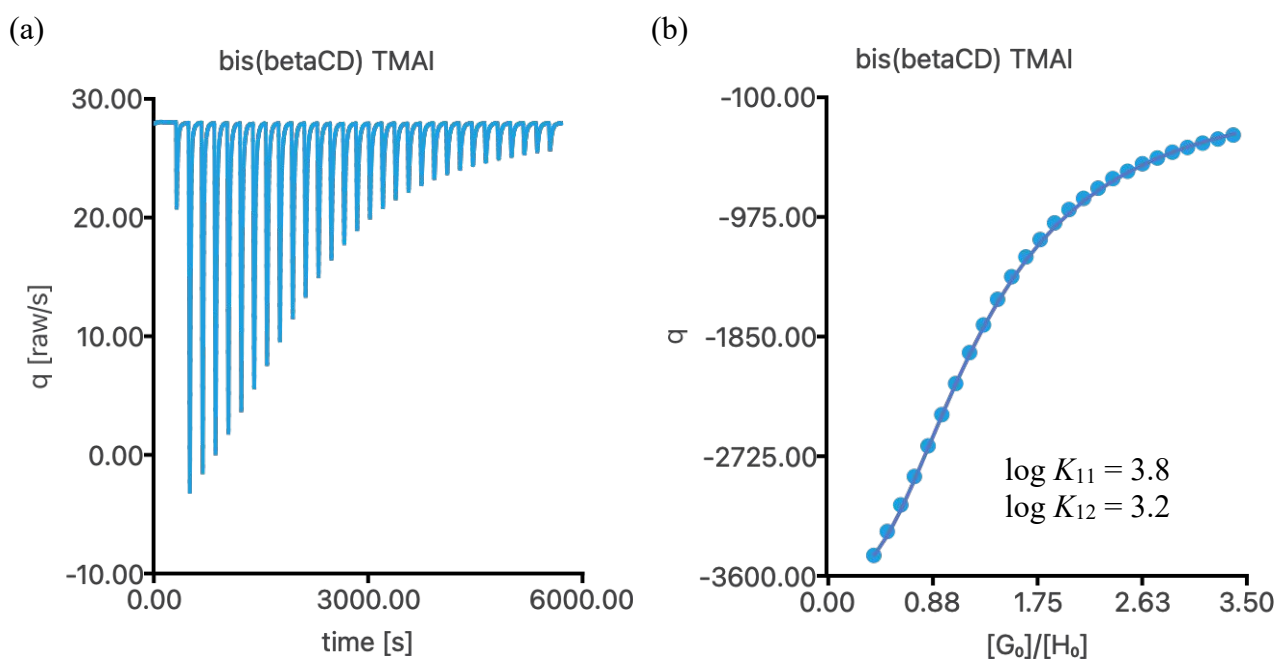 (a)
bis(betaCD) TMAI
30.00
20.00
10.00
0.00
-10.00
q [raw/s]
0.00 3000.00 6000.00
time [s]
(b)
bis(betaCD) TMAI
-100.00
-975.00
-1850.00
-2725.00
-3600.00
q
log K₁₁ = 3.8
log K₁₂ = 3.2
0.00 0.88 1.75 2.63 3.50
[G₀]/[H₀]